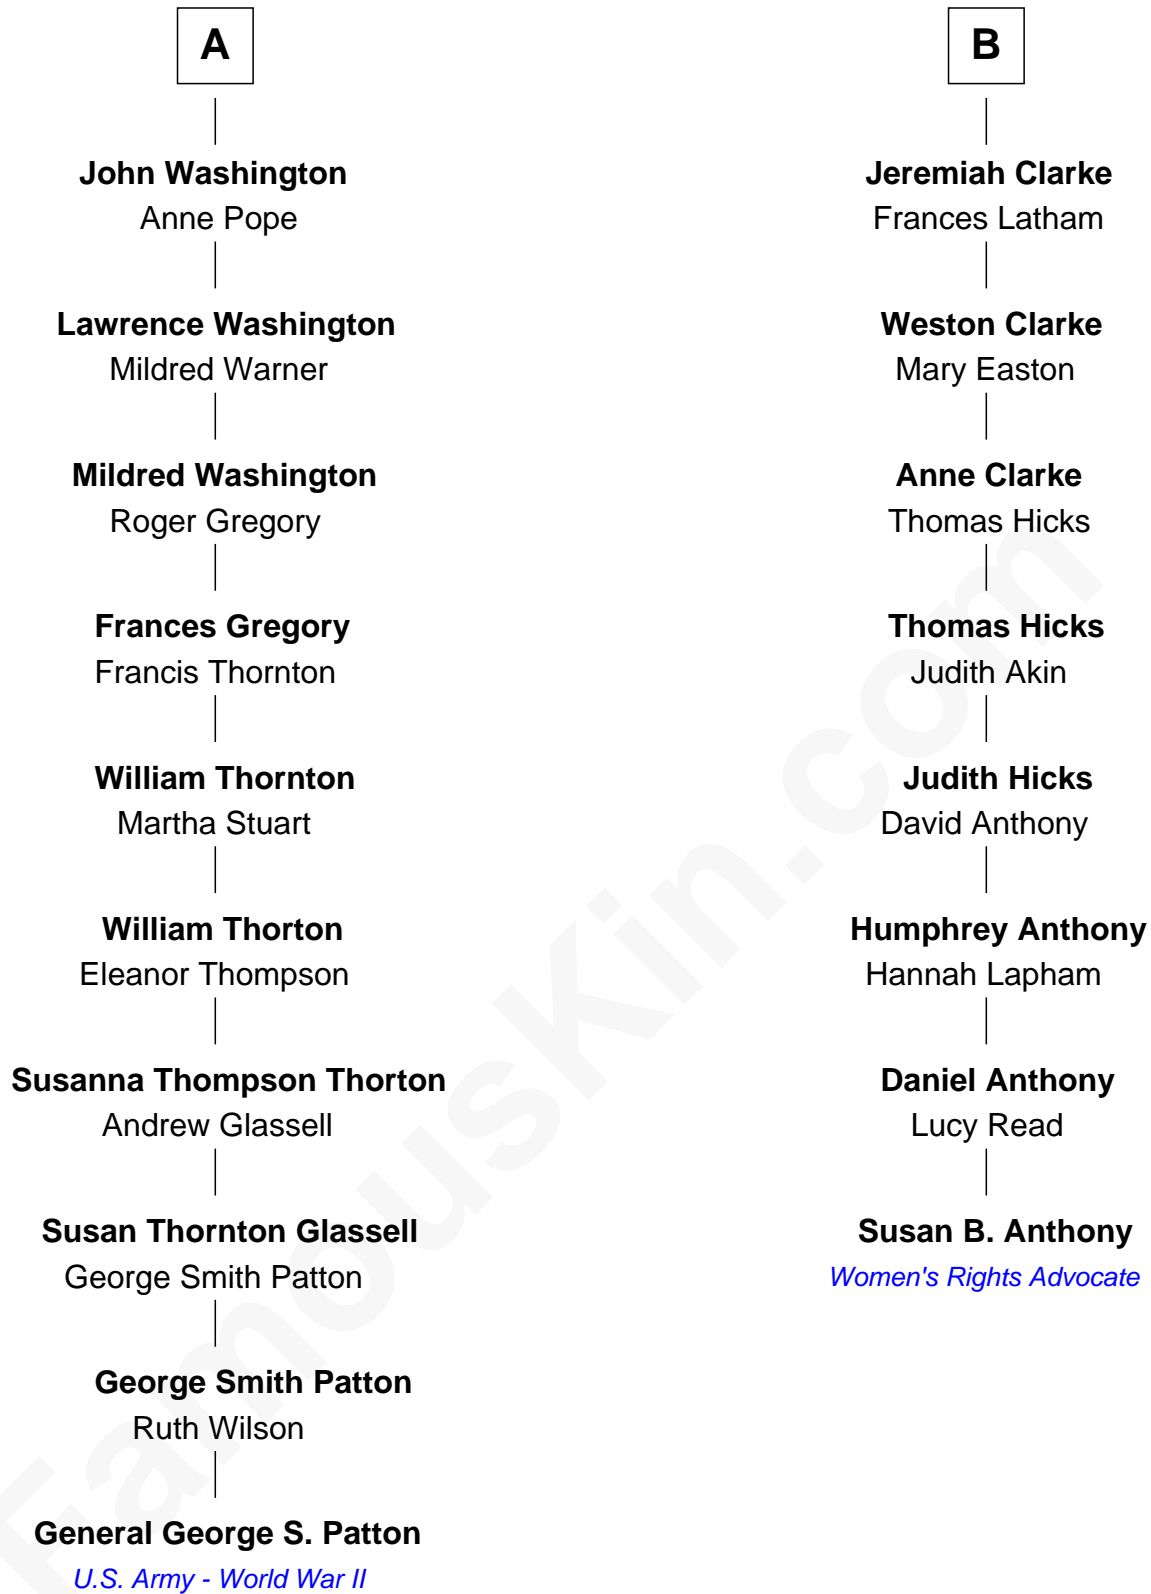 A
John Washington
Anne Pope
Lawrence Washington
Mildred Warner
Mildred Washington
Roger Gregory
Frances Gregory
Francis Thornton
William Thornton
Martha Stuart
William Thorton
Eleanor Thompson
Susanna Thompson Thorton
Andrew Glassell
Susan Thornton Glassell
George Smith Patton
George Smith Patton
Ruth Wilson
General George S. Patton
U.S. Army - World War II
B
Jeremiah Clarke
Frances Latham
Weston Clarke
Mary Easton
Anne Clarke
Thomas Hicks
Thomas Hicks
Judith Akin
Judith Hicks
David Anthony
Humphrey Anthony
Hannah Lapham
Daniel Anthony
Lucy Read
Susan B. Anthony
Women's Rights Advocate
FamousKin.com